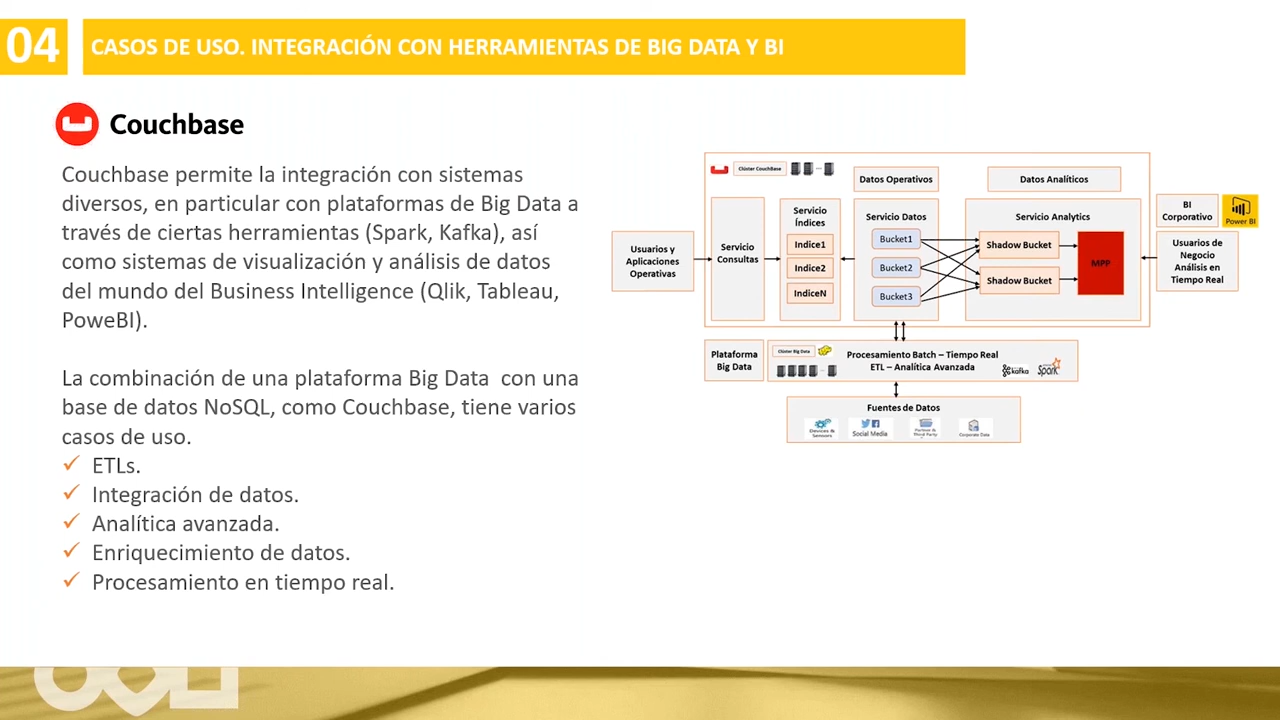 04
CASOS DE USO. INTEGRACIÓN CON HERRAMIENTAS DE BIG DATA Y BI
Couchbase
Couchbase permite la integración con sistemas
diversos, en particular con plataformas de Big Data a
través de ciertas herramientas (Spark, Kafka), así
como sistemas de visualización y análisis de datos
del mundo del Business Intelligence (Qlik, Tableau,
PoweBI).
La combinación de una plataforma Big Data con una
base de datos NoSQL, como Couchbase, tiene varios
casos de uso.
✓ ETLs.
✓ Integración de datos.
✓ Analítica avanzada.
✓ Enriquecimiento de datos.
✓ Procesamiento en tiempo real.
Clúster CouchBase
Datos Operativos
Datos Analíticos
Usuarios y
Aplicaciones
Operativas
Servicio
Consultas
Servicio
Índices
Indice1
Indice2
IndiceN
Servicio Datos
Bucket1
Bucket2
Bucket3
Servicio Analytics
Shadow Bucket
Shadow Bucket
MPP
BI
Corporativo
Power BI
Usuarios de
Negocio
Análisis en
Tiempo Real
Plataforma
Big Data
Clúster Big Data
Procesamiento Batch – Tiempo Real
ETL – Analítica Avanzada
kafka
Spark
Fuentes de Datos
Devices &
Sensors
Social Media
Partner &
Third Party
Corporate Data